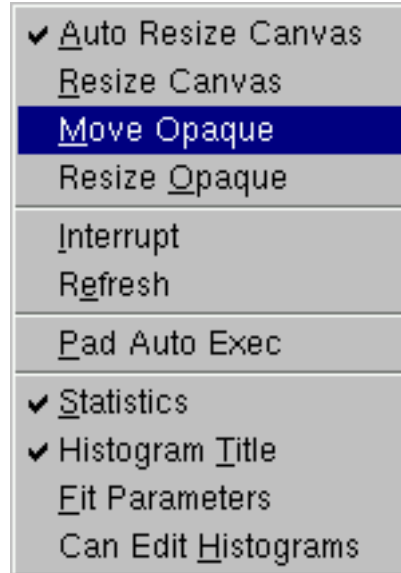 Auto Resize Canvas
Resize Canvas
Move Opaque
Resize Opaque
Interrupt
Refresh
Pad Auto Exec
Statistics
Histogram Title
Fit Parameters
Can Edit Histograms